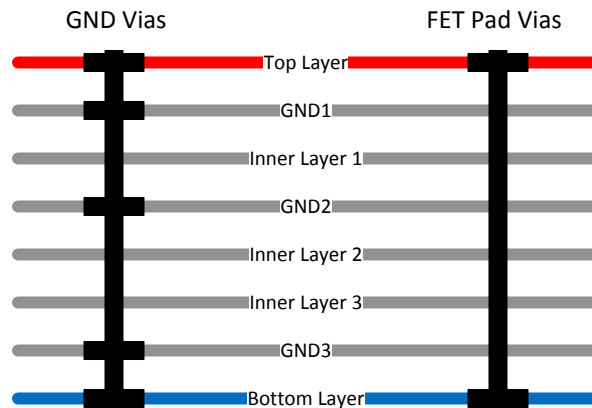 GND Vias
FET Pad Vias
Top Layer
GND1
Inner Layer 1
GND2
Inner Layer 2
Inner Layer 3
GND3
Bottom Layer